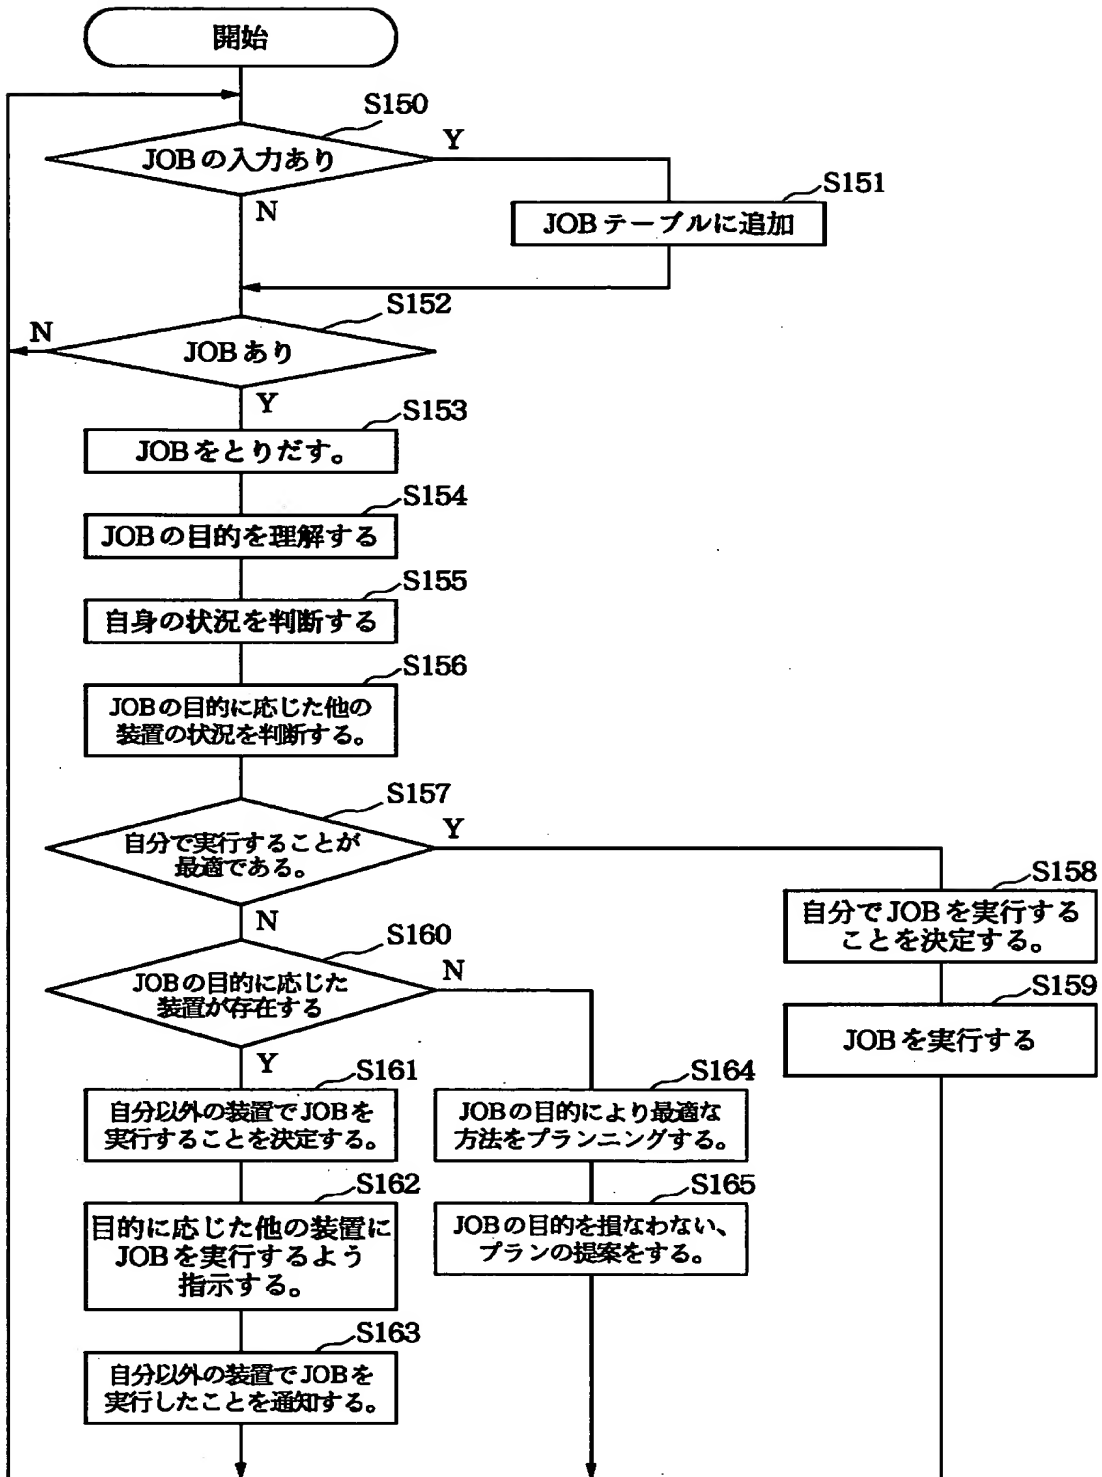 開始
S150
JOBの入力あり
Y
N
S151
JOBテーブルに追加
S152
JOBあり
N
Y
S153
JOBをとりだす。
S154
JOBの目的を理解する
S155
自身の状況を判断する
S156
JOBの目的に応じた他の
装置の状況を判断する。
S157
自分で実行することが
最適である。
Y
N
S158
自分でJOBを実行する
ことを決定する。
S159
JOBを実行する
S160
JOBの目的に応じた
装置が存在する
N
Y
S161
自分以外の装置でJOBを
実行することを決定する。
S162
目的に応じた他の装置に
JOBを実行するよう
指示する。
S163
自分以外の装置でJOBを
実行したことを通知する。
S164
JOBの目的により最適な
方法をプランニングする。
S165
JOBの目的を損なわない、
プランの提案をする。